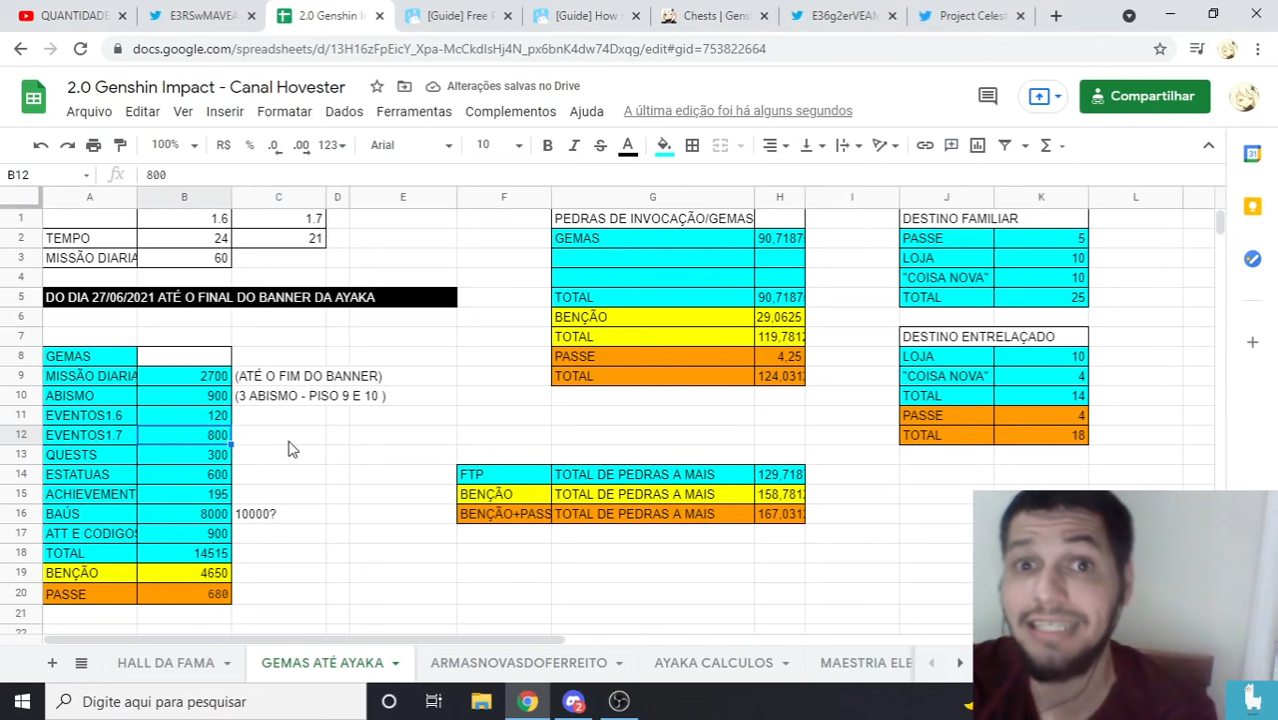 QUANTIDADE
E3RSwMAVEA
2.0 Genshin I
[Guide] Free P
[Guide] How
Chests | Gens
E36g2erVEAM
Project Celest
docs.google.com/spreadsheets/d/13H16zFpEicY_Xpa-McCkdIsHj4N_px6bnK4dw74Dxqg/edit#gid=753822664
2.0 Genshin Impact - Canal Hovester
Alterações salvas no Drive
Compartilhar
Arquivo Editar Ver Inserir Formatar Dados Ferramentas Complementos Ajuda A última edição foi há alguns segundos
100% R$ % .0 .00 123 Arial 10 B I S A Σ
B12 fx 800
A B C D E F G H I J K L
1 1.6 1.7 PEDRAS DE INVOCAÇÃO/GEMAS DESTINO FAMILIAR
2 TEMPO 24 21 GEMAS 90,7187 PASSE 5
3 MISSÃO DIARIA 60 LOJA 10
4 "COISA NOVA" 10
5 DO DIA 27/06/2021 ATÉ O FINAL DO BANNER DA AYAKA TOTAL 90,7187 TOTAL 25
6 BENÇÃO 29,0625
7 TOTAL 119,7812 DESTINO ENTRELAÇADO
8 GEMAS PASSE 4,25 LOJA 10
9 MISSÃO DIARIA 2700 (ATÉ O FIM DO BANNER) TOTAL 124,0312 "COISA NOVA" 4
10 ABISMO 900 (3 ABISMO - PISO 9 E 10 ) TOTAL 14
11 EVENTOS1.6 120 PASSE 4
12 EVENTOS1.7 800 TOTAL 18
13 QUESTS 300
14 ESTATUAS 600 FTP TOTAL DE PEDRAS A MAIS 129,7187
15 ACHIEVEMENT 195 BENÇÃO TOTAL DE PEDRAS A MAIS 158,7812
16 BAÚS 8000 10000? BENÇÃO+PASS TOTAL DE PEDRAS A MAIS 167,0312
17 ATT E CODIGOS 900
18 TOTAL 14515
19 BENÇÃO 4650
20 PASSE 680
21
22
HALL DA FAMA GEMAS ATÉ AYAKA ARMASNOVASDOFERREITO AYAKA CALCULOS MAESTRIA ELE
Digite aqui para pesquisar